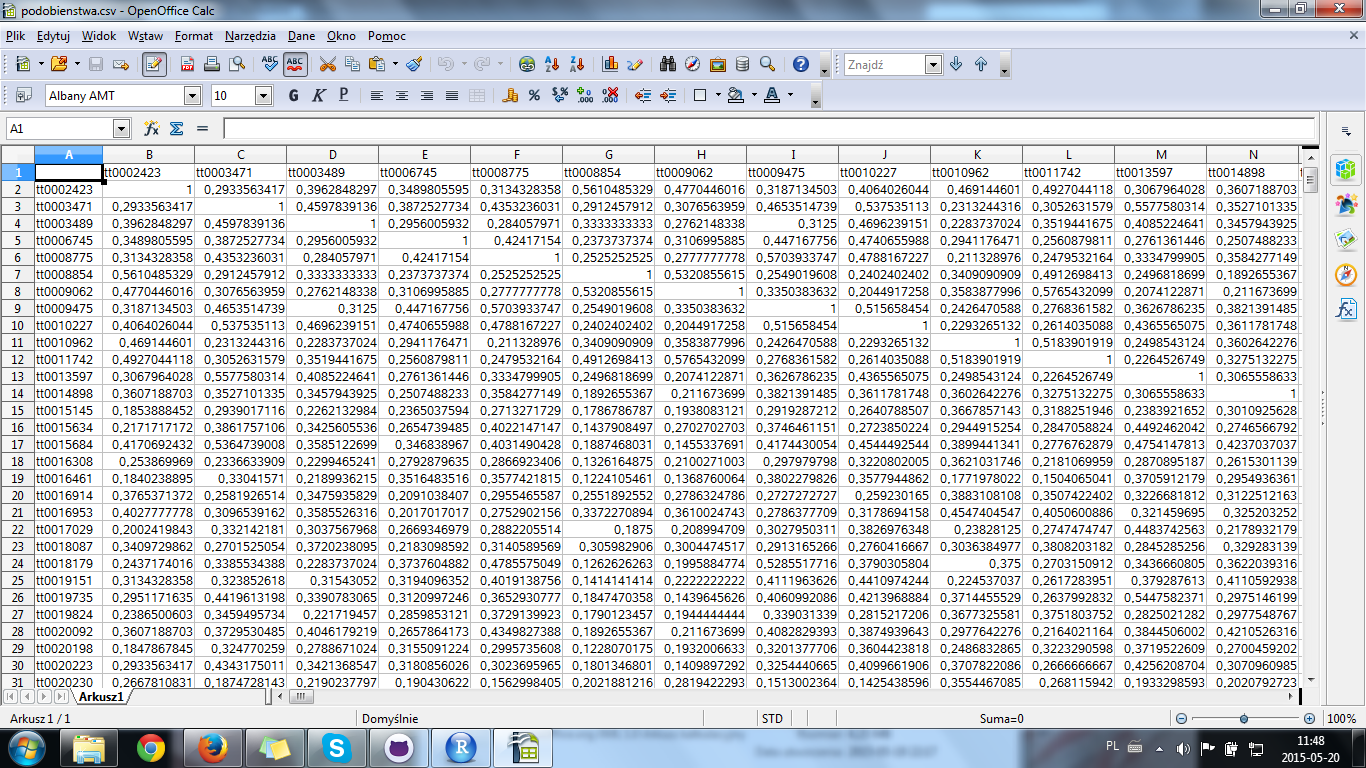 podobienstwa.csv - OpenOffice Calc
Plik Edytuj Widok Wstaw Format Narzędzia Dane Okno Pomoc
Znajdź
Albany AMT 10 G K P
A1
A B C D E F G H I J K L M N
1 tt0002423 tt0003471 tt0003489 tt0006745 tt0008775 tt0008854 tt0009062 tt0009475 tt0010227 tt0010962 tt0011742 tt0013597 tt0014898
2 tt0002423 1 0,2933563417 0,3962848297 0,3489805595 0,3134328358 0,5610485329 0,4770446016 0,3187134503 0,4064026044 0,469144601 0,4927044118 0,3067964028 0,3607188703
3 tt0003471 0,2933563417 1 0,4597839136 0,3872527734 0,4353236031 0,2912457912 0,3076563959 0,4653514739 0,537535113 0,2313244316 0,3052631579 0,5577580314 0,3527101335
4 tt0003489 0,3962848297 0,4597839136 1 0,2956005932 0,284057971 0,3333333333 0,2762148338 0,3125 0,4696239151 0,2283737024 0,3519441675 0,4085224641 0,3457943925
5 tt0006745 0,3489805595 0,3872527734 0,2956005932 1 0,42417154 0,2373737374 0,3106995885 0,447167756 0,4740655988 0,2941176471 0,2560879811 0,2761361446 0,2507488233
6 tt0008775 0,3134328358 0,4353236031 0,284057971 0,42417154 1 0,2525252525 0,2777777778 0,5703933747 0,4788167227 0,211328976 0,2479532164 0,3334799905 0,3584277149
7 tt0008854 0,5610485329 0,2912457912 0,3333333333 0,2373737374 0,2525252525 1 0,5320855615 0,2549019608 0,2402402402 0,3409090909 0,4912698413 0,2496818699 0,1892655367
8 tt0009062 0,4770446016 0,3076563959 0,2762148338 0,3106995885 0,2777777778 0,5320855615 1 0,3350383632 0,2044917258 0,3583877996 0,5765432099 0,2074122871 0,211673699
9 tt0009475 0,3187134503 0,4653514739 0,3125 0,447167756 0,5703933747 0,2549019608 0,3350383632 1 0,515658454 0,2426470588 0,2768361582 0,3626786235 0,3821391485
10 tt0010227 0,4064026044 0,537535113 0,4696239151 0,4740655988 0,4788167227 0,2402402402 0,2044917258 0,515658454 1 0,2293265132 0,2614035088 0,4365565075 0,3611781748
11 tt0010962 0,469144601 0,2313244316 0,2283737024 0,2941176471 0,211328976 0,3409090909 0,3583877996 0,2426470588 0,2293265132 1 0,5183901919 0,2498543124 0,3602642276
12 tt0011742 0,4927044118 0,3052631579 0,3519441675 0,2560879811 0,2479532164 0,4912698413 0,5765432099 0,2768361582 0,2614035088 0,5183901919 1 0,2264526749 0,3275132275
13 tt0013597 0,3067964028 0,5577580314 0,4085224641 0,2761361446 0,3334799905 0,2496818699 0,2074122871 0,3626786235 0,4365565075 0,2498543124 0,2264526749 1 0,3065558633
14 tt0014898 0,3607188703 0,3527101335 0,3457943925 0,2507488233 0,3584277149 0,1892655367 0,211673699 0,3821391485 0,3611781748 0,3602642276 0,3275132275 0,3065558633 1
15 tt0015145 0,1853888452 0,2939017116 0,2262132984 0,2365037594 0,2713271729 0,1786786787 0,1938083121 0,2919287212 0,2640788507 0,3667857143 0,3188251946 0,2383921652 0,3010925628
16 tt0015634 0,2171717172 0,3861757106 0,3425605536 0,2654739485 0,4022147147 0,1437908497 0,2702702703 0,3746461151 0,2723850224 0,2944915254 0,2847058824 0,4492462042 0,2746566792
17 tt0015684 0,4170692432 0,5364739008 0,3585122699 0,346838967 0,4031490428 0,1887468031 0,1455337691 0,4174430054 0,4544492544 0,3899441341 0,2776762879 0,4754147813 0,4237037037
18 tt0016308 0,253869969 0,2336633909 0,2299465241 0,2792879635 0,2866923406 0,1326164875 0,2100271003 0,297979798 0,3220802005 0,3621031746 0,2181069959 0,2870895187 0,2615301139
19 tt0016461 0,1840238895 0,33041571 0,2189936215 0,3516483516 0,3577421815 0,1224105461 0,1368760064 0,3802279826 0,3577944862 0,1771978022 0,1504065041 0,3705912179 0,2954936361
20 tt0016914 0,3765371372 0,2581926514 0,3475935829 0,2091038407 0,2955465587 0,2551892552 0,2786324786 0,2727272727 0,259230165 0,3883108108 0,3507422402 0,3226681812 0,3122512163
21 tt0016953 0,4027777778 0,3096539162 0,3585526316 0,2017017017 0,2752902156 0,3372270894 0,3610024743 0,2786377709 0,3178694158 0,4547404547 0,4050600886 0,321459695 0,325203252
22 tt0017029 0,2002419843 0,332142181 0,3037567968 0,2669346979 0,2882205514 0,1875 0,208994709 0,3027950311 0,3826976348 0,23828125 0,2747474747 0,4483742563 0,2178932179
23 tt0018087 0,3409729862 0,2701525054 0,3720238095 0,2183098592 0,3140589569 0,305982906 0,3004474517 0,2913165266 0,2760416667 0,3036384977 0,3808203182 0,2845285256 0,329283139
24 tt0018179 0,2437174016 0,3385534388 0,2283737024 0,3737604882 0,4785575049 0,1262626263 0,1995884774 0,5285517716 0,3790305804 0,375 0,2703150912 0,3436660805 0,3622039316
25 tt0019151 0,3134328358 0,323852618 0,31543052 0,3194096352 0,4019138756 0,1414141414 0,2222222222 0,4111963626 0,4410974244 0,224537037 0,2617283951 0,379287613 0,4110592938
26 tt0019735 0,2951171635 0,4419613198 0,3390783065 0,3120997246 0,3652930777 0,1847470358 0,1439645626 0,4060992086 0,4213968884 0,3714455529 0,2637992832 0,5447582371 0,2975146199
27 tt0019824 0,2386500603 0,3459495734 0,221719457 0,2859853121 0,3729139923 0,1790123457 0,1944444444 0,339031339 0,2815217206 0,3677325581 0,3751803752 0,2825021282 0,2977548767
28 tt0020092 0,3607188703 0,3729530485 0,4046179219 0,2657864173 0,4349827388 0,1892655367 0,211673699 0,4082829393 0,3874939643 0,2977642276 0,2164021164 0,3844506002 0,4210526316
29 tt0020198 0,1847867845 0,324770259 0,2788671024 0,3155091224 0,2995735608 0,1228070175 0,1932006633 0,3201377706 0,3604423818 0,2486832865 0,3223290598 0,3719522609 0,2700459202
30 tt0020223 0,2933563417 0,4343175011 0,3421368547 0,3180856026 0,3023695965 0,1801346801 0,1409897292 0,3254440665 0,4099661906 0,3707822086 0,2666666667 0,4256208704 0,3070960985
31 tt0020230 0,2667810831 0,1874728143 0,2190237797 0,190430622 0,1562998405 0,2021881216 0,2819422293 0,1513002364 0,1425438596 0,3554467085 0,268115942 0,1933298593 0,2020792723
Arkusz1
Arkusz 1 / 1 Domyślnie STD Suma=0 100%
PL 11:48
2015-05-20